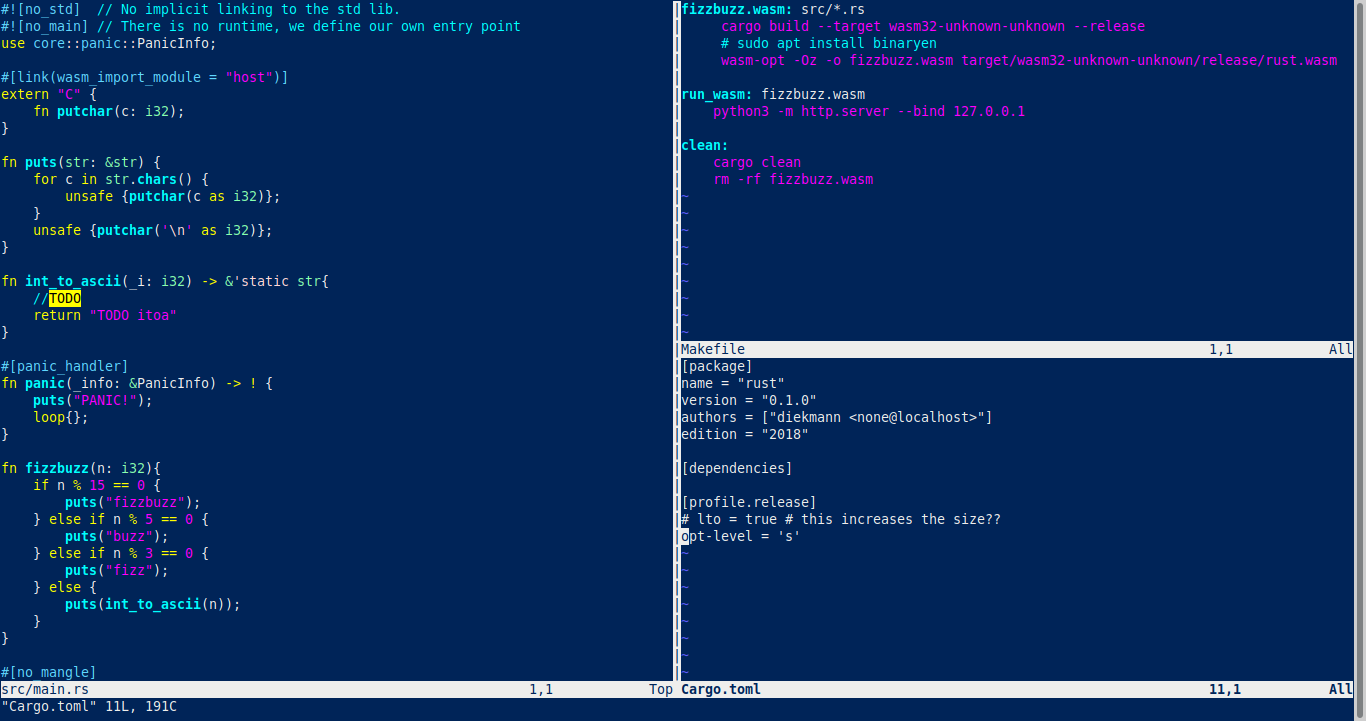 #![no_std]  // No implicit linking to the std lib.
#![no_main] // There is no runtime, we define our own entry point
use core::panic::PanicInfo;

#[link(wasm_import_module = "host")]
extern "C" {
    fn putchar(c: i32);
}

fn puts(str: &str) {
    for c in str.chars() {
        unsafe {putchar(c as i32)};
    }
    unsafe {putchar('\n' as i32)};
}

fn int_to_ascii(_i: i32) -> &'static str{
    //TODO
    return "TODO itoa"
}

#[panic_handler]
fn panic(_info: &PanicInfo) -> ! {
    puts("PANIC!");
    loop{};
}

fn fizzbuzz(n: i32){
    if n % 15 == 0 {
        puts("fizzbuzz");
    } else if n % 5 == 0 {
        puts("buzz");
    } else if n % 3 == 0 {
        puts("fizz");
    } else {
        puts(int_to_ascii(n));
    }
}

#[no_mangle]
src/main.rs 1,1 Top
fizzbuzz.wasm: src/*.rs
     cargo build --target wasm32-unknown-unknown --release
     # sudo apt install binaryen
     wasm-opt -Oz -o fizzbuzz.wasm target/wasm32-unknown-unknown/release/rust.wasm

run_wasm: fizzbuzz.wasm
    python3 -m http.server --bind 127.0.0.1

clean:
    cargo clean
    rm -rf fizzbuzz.wasm
~
~
~
~
~
~
~
~
~
Makefile 1,1 All
[package]
name = "rust"
version = "0.1.0"
authors = ["diekmann <none@localhost>"]
edition = "2018"

[dependencies]

[profile.release]
# lto = true # this increases the size??
opt-level = 's'
~
~
~
~
~
~
~
~
Cargo.toml 11,1 All
"Cargo.toml" 11L, 191C